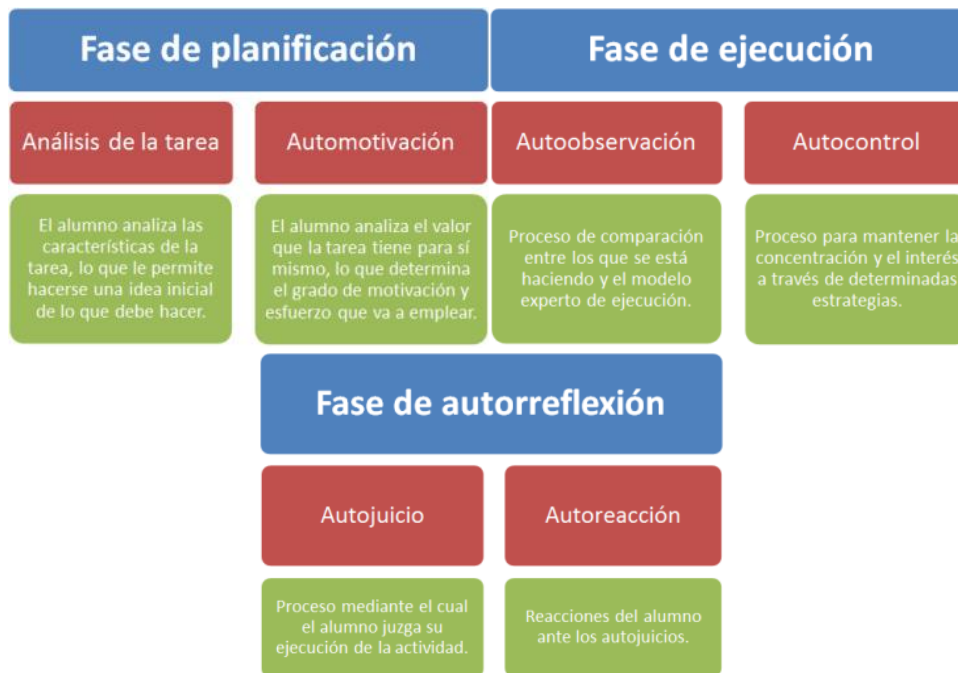 Fase de planificación
Fase de ejecución
Análisis de la tarea
Automotivación
Autoobservación
Autocontrol
El alumno analiza las
características de la
tarea, lo que le permite
hacerse una idea inicial
de lo que debe hacer.
El alumno analiza el valor
que la tarea tiene para sí
mismo, lo que determina
el grado de motivación y
esfuerzo que va a emplear.
Proceso de comparación
entre los que se está
haciendo y el modelo
experto de ejecución.
Proceso para mantener la
concentración y el interés
a través de determinadas
estrategias.
Fase de autorreflexión
Autojuicio
Autoreacción
Proceso mediante el cual
el alumno juzga su
ejecución de la actividad.
Reacciones del alumno
ante los autojuicios.